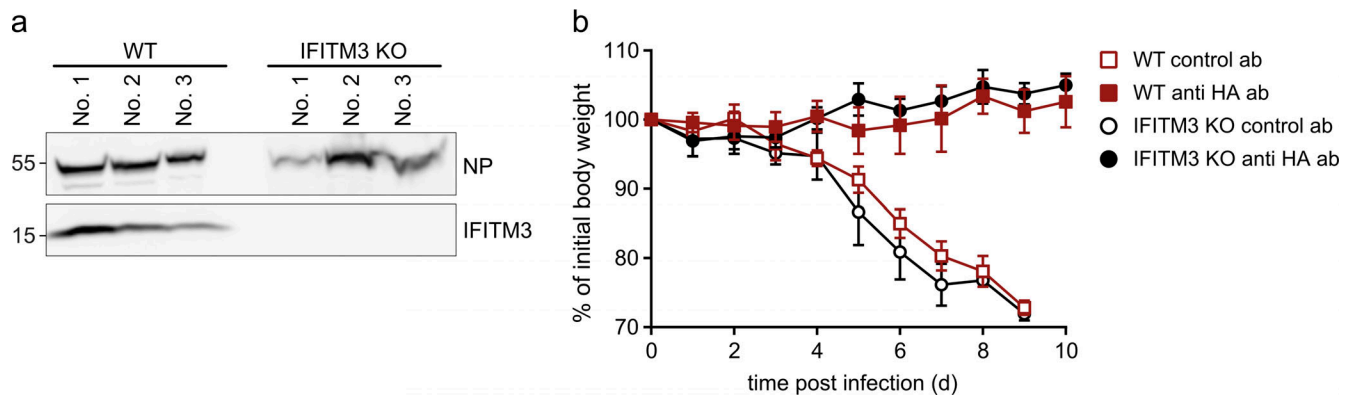 a
WT
IFITM3 KO
No. 1
No. 2
No. 3
No. 1
No. 2
No. 3
55
NP
15
IFITM3
b
110
100
90
80
70
% of initial body weight
0
2
4
6
8
10
time post infection (d)
WT control ab
WT anti HA ab
IFITM3 KO control ab
IFITM3 KO anti HA ab